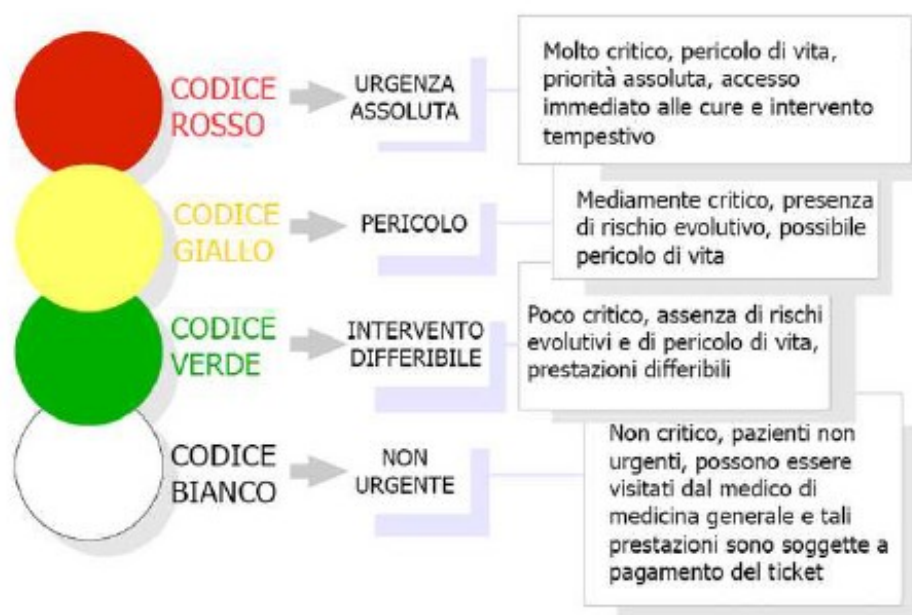 CODICE
ROSSO
URGENZA
ASSOLUTA
Molto critico, pericolo di vita,
priorità assoluta, accesso
immediato alle cure e intervento
tempestivo
CODICE
GIALLO
PERICOLO
Mediamente critico, presenza
di rischio evolutivo, possibile
pericolo di vita
CODICE
VERDE
INTERVENTO
DIFFERIBILE
Poco critico, assenza di rischi
evolutivi e di pericolo di vita,
prestazioni differibili
CODICE
BIANCO
NON
URGENTE
Non critico, pazienti non
urgenti, possono essere
visitati dal medico di
medicina generale e tali
prestazioni sono soggette a
pagamento del ticket